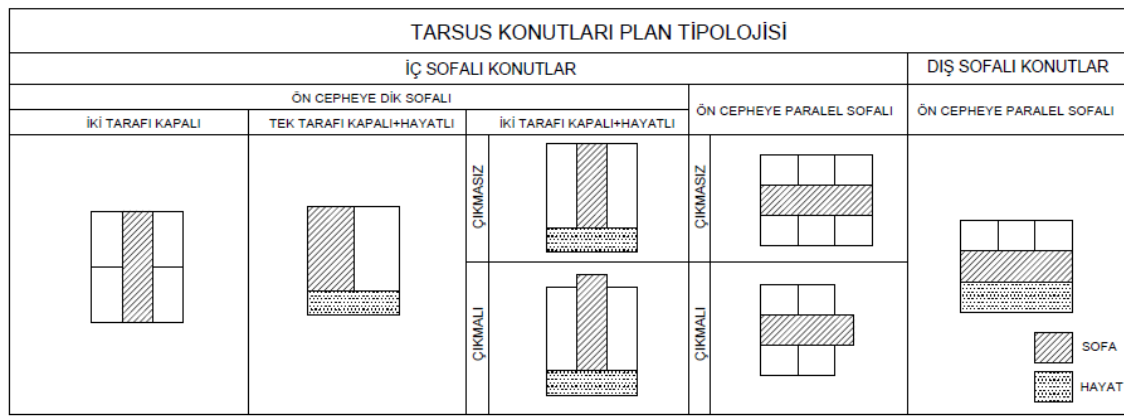 TARSUS KONUTLARI PLAN TİPOLOJİSİ
İÇ SOFALI KONUTLAR
DIŞ SOFALI KONUTLAR
ÖN CEPHEYE DİK SOFALI
ÖN CEPHEYE PARALEL SOFALI
ÖN CEPHEYE PARALEL SOFALI
İKİ TARAFI KAPALI
TEK TARAFI KAPALI+HAYATLI
İKİ TARAFI KAPALI+HAYATLI
ÇIKMASIZ
ÇIKMASIZ
ÇIKMALI
ÇIKMALI
SOFA
HAYAT